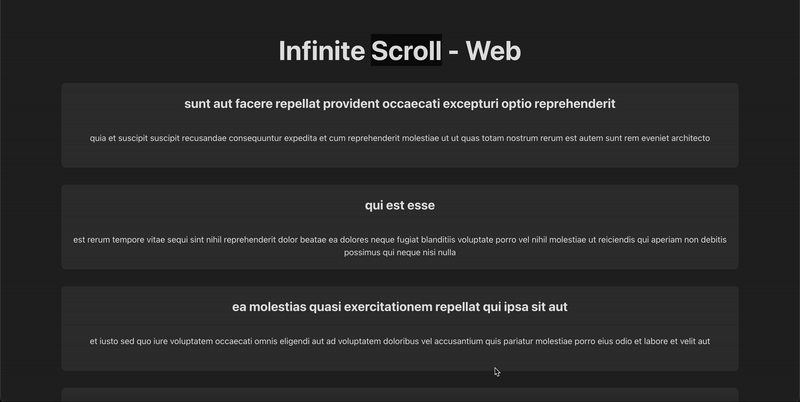 Infinite Scroll - Web
sunt aut facere repellat provident occaecati excepturi optio reprehenderit
quia et suscipit suscipit recusandae consequuntur expedita et cum reprehenderit molestiae ut ut quas totam nostrum rerum est autem sunt rem eveniet architecto
qui est esse
est rerum tempore vitae sequi sint nihil reprehenderit dolor beatae ea dolores neque fugiat blanditiis voluptate porro vel nihil molestiae ut reiciendis qui aperiam non debitis
possimus qui neque nisi nulla
ea molestias quasi exercitationem repellat qui ipsa sit aut
et iusto sed quo iure voluptatem occaecati omnis eligendi aut ad voluptatem doloribus vel accusantium quis pariatur molestiae porro eius odio et labore et velit aut